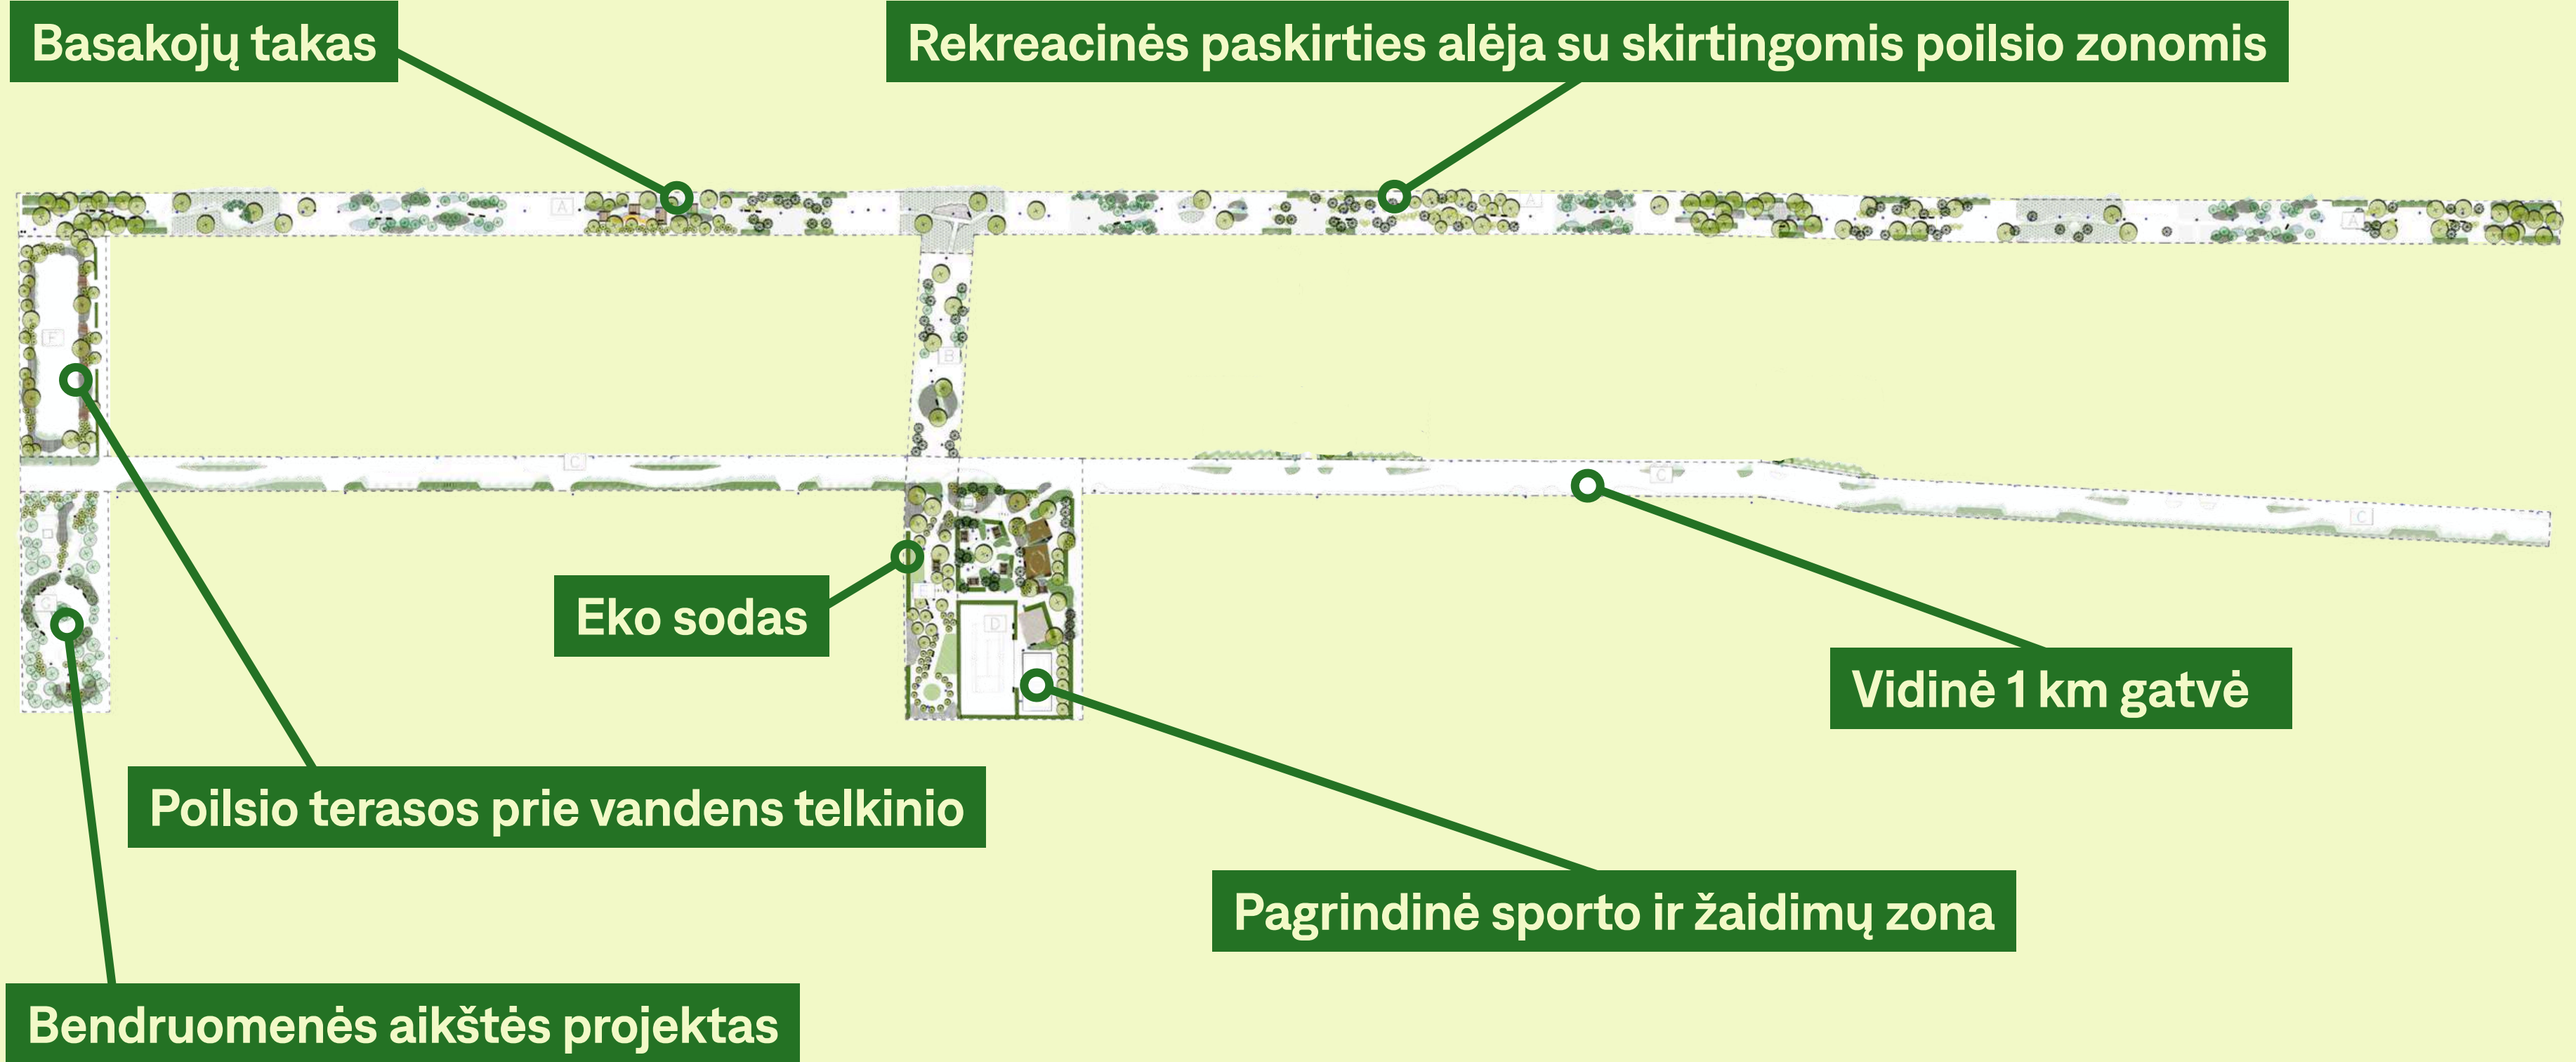 Basakojų takas
Rekreacinės paskirties alėja su skirtingomis poilsio zonomis
A
A
A
F
B
C
C
C
Eko sodas
G
E
D
Vidinė 1 km gatvė
Poilsio terasos prie vandens telkinio
Pagrindinė sporto ir žaidimų zona
Bendruomenės aikštės projektas